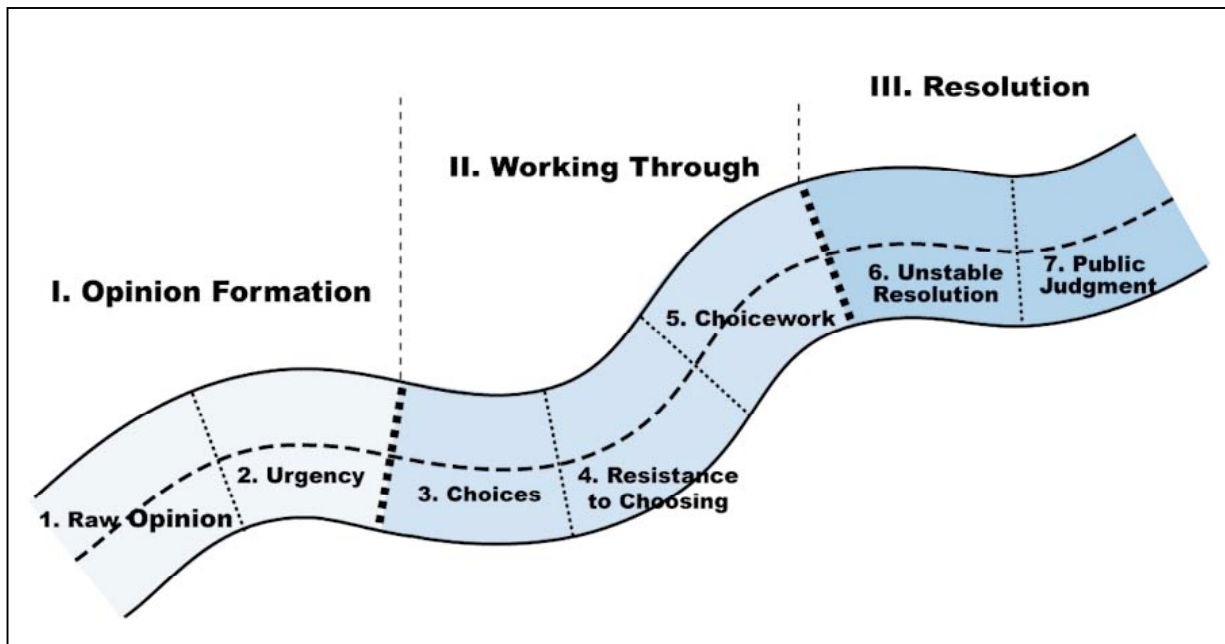 I. Opinion Formation
II. Working Through
III. Resolution
1. Raw Opinion
2. Urgency
3. Choices
4. Resistance
to Choosing
5. Choicework
6. Unstable
Resolution
7. Public
Judgment